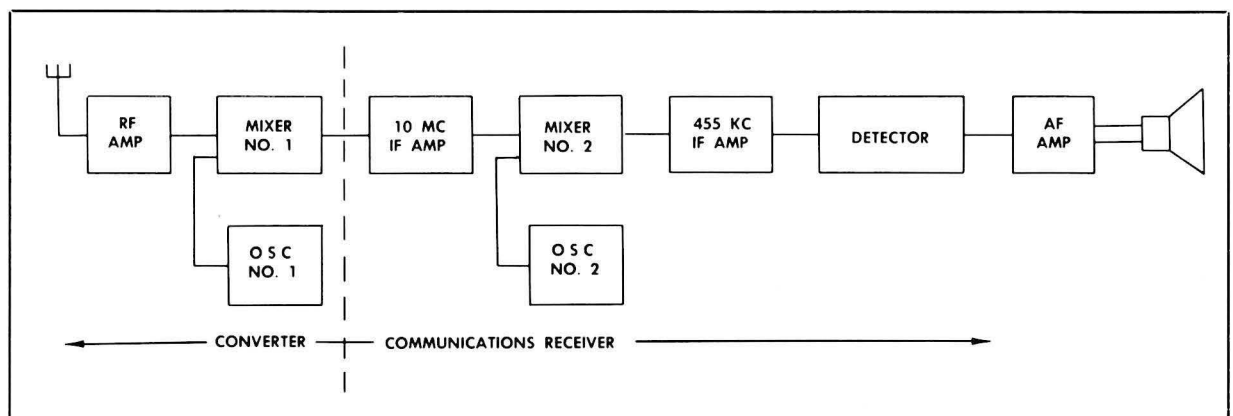 RF
AMP
MIXER
NO. 1
10 MC
IF AMP
MIXER
NO. 2
455 KC
IF AMP
DETECTOR
AF
AMP
OSC
NO. 1
OSC
NO. 2
CONVERTER
COMMUNICATIONS RECEIVER